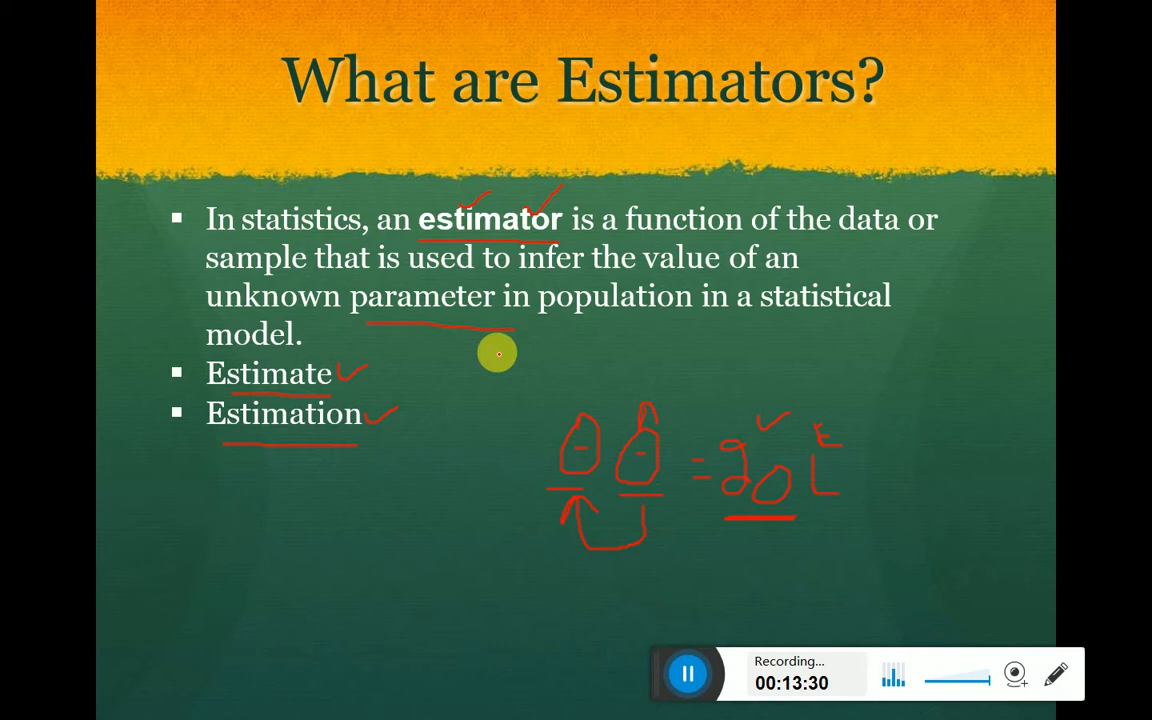 What are Estimators?
In statistics, an estimator is a function of the data or
sample that is used to infer the value of an
unknown parameter in population in a statistical
model.
Estimate
Estimation
θ θ̂ = 20
Recording...
00:13:30